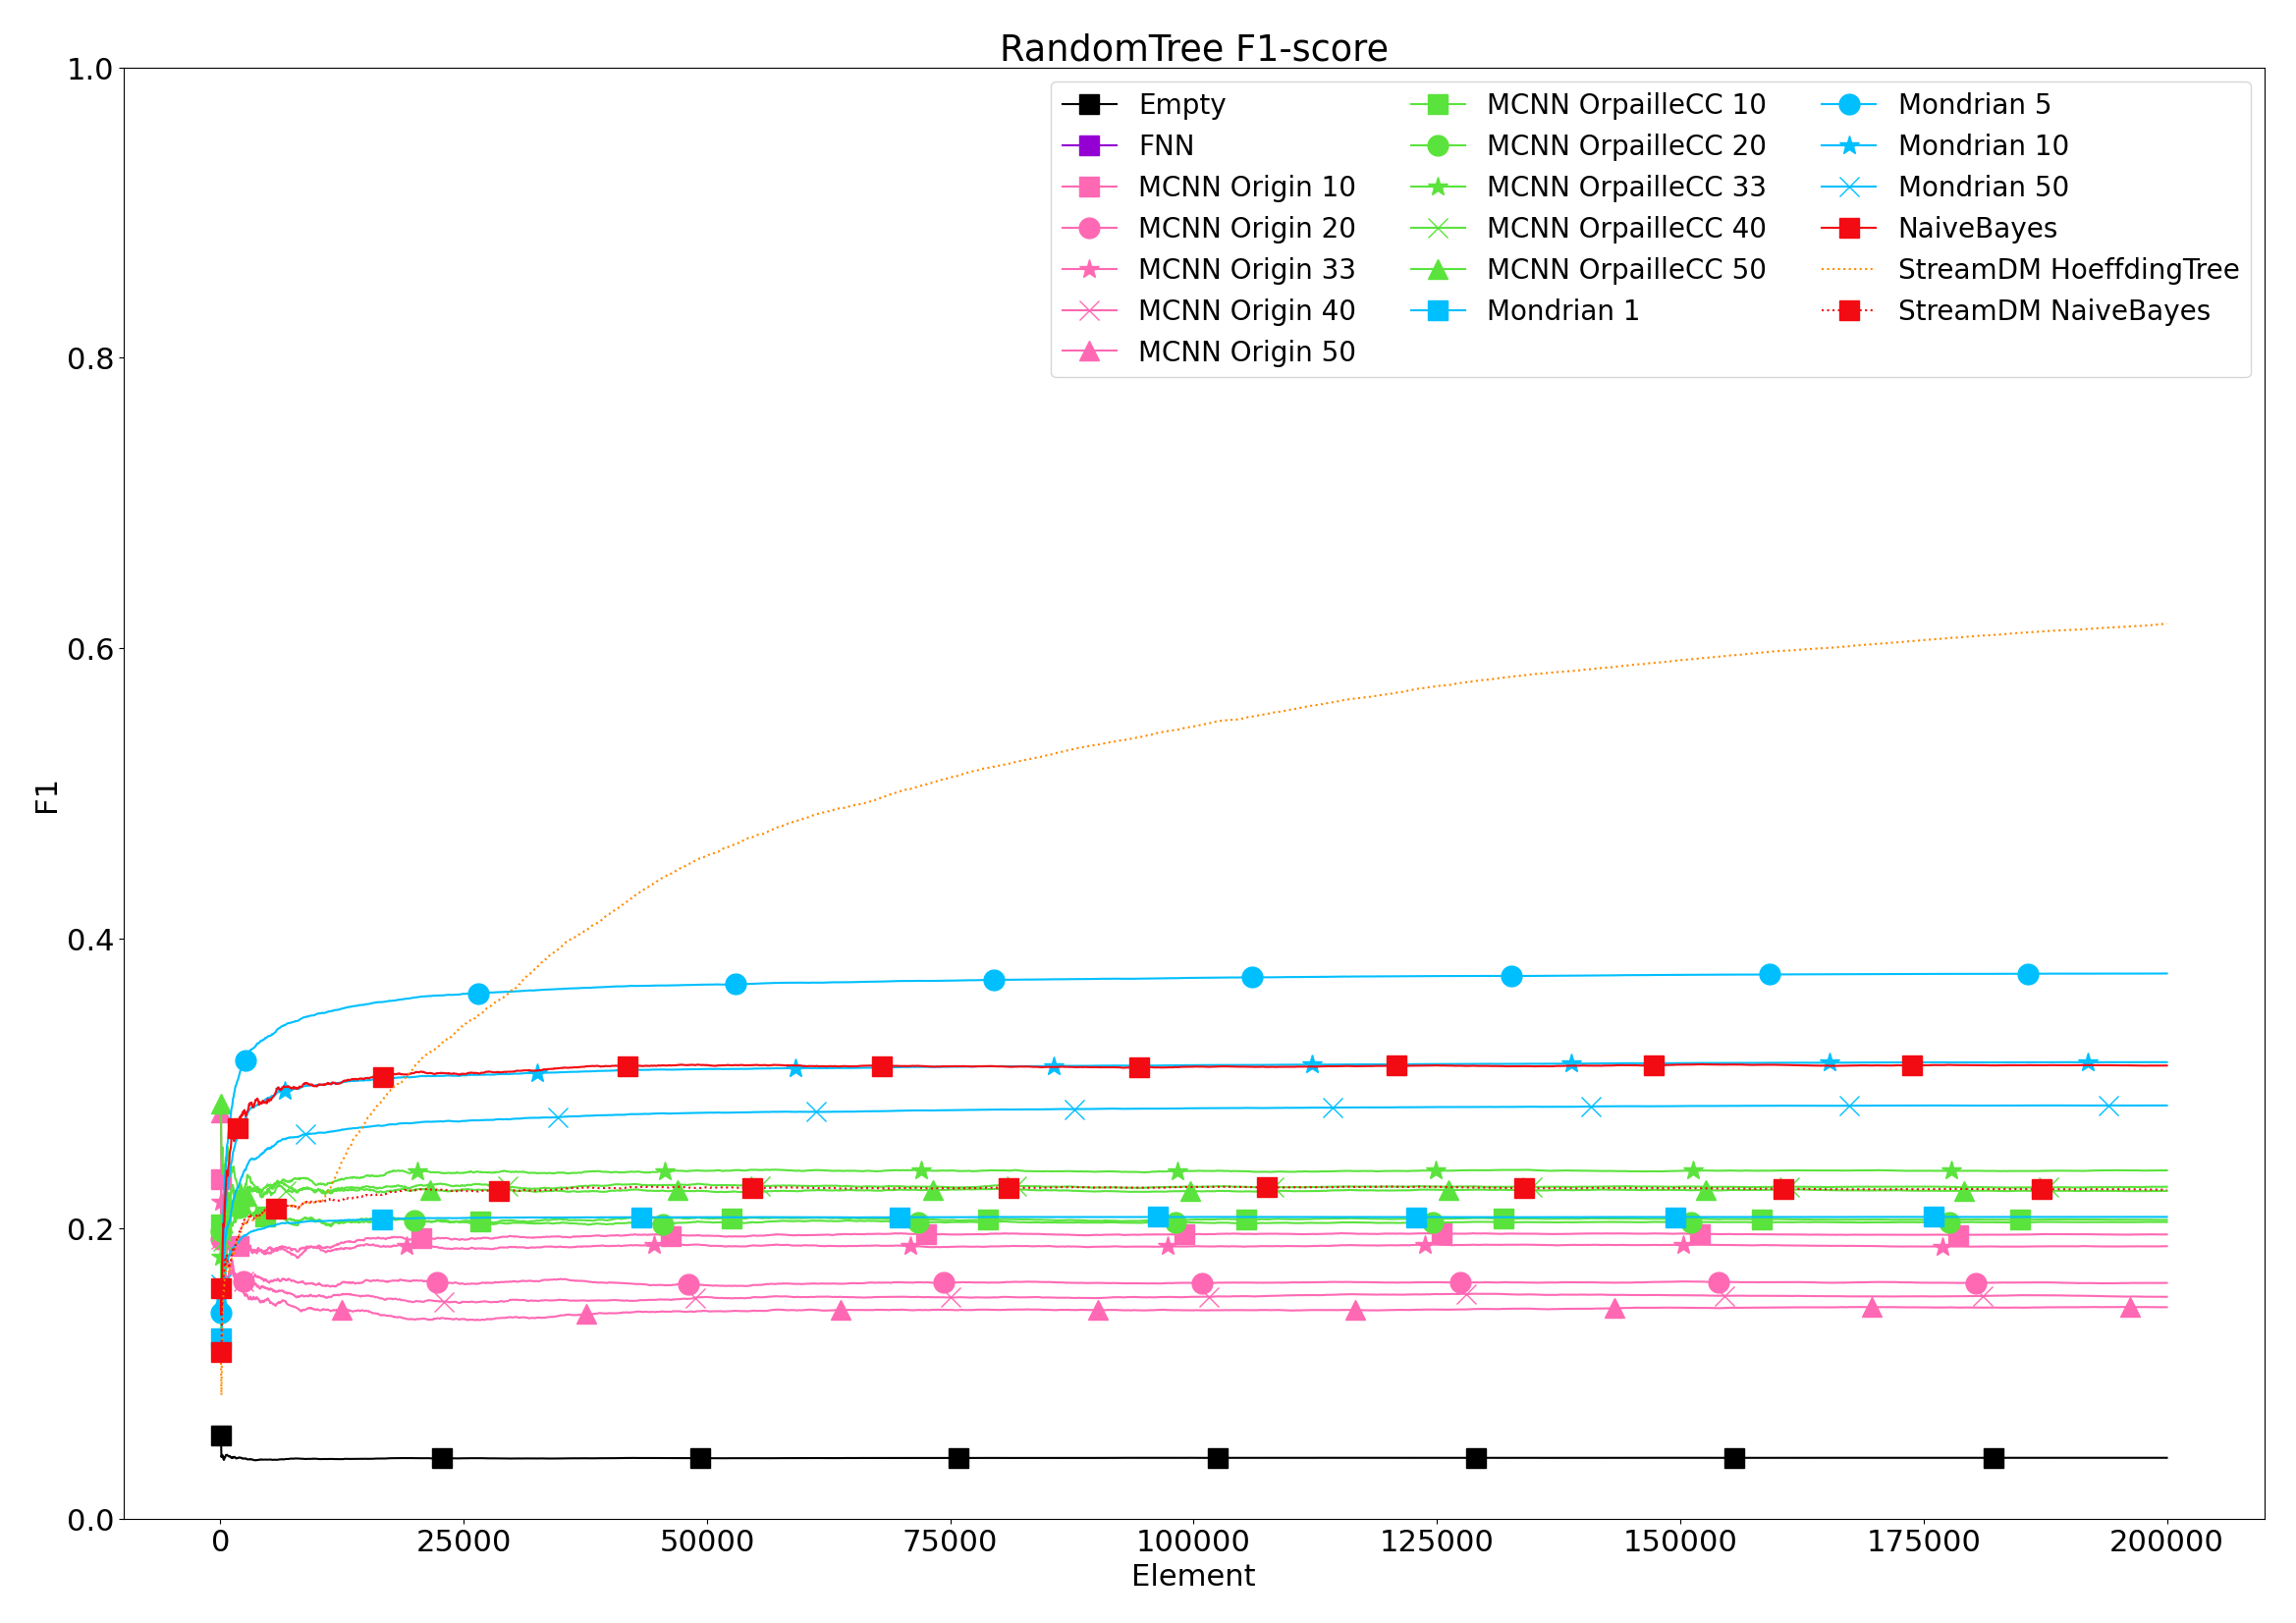 RandomTree F1-score
1.0
0.8
0.6
0.4
0.2
0.0
F1
Empty
FNN
MCNN Origin 10
MCNN Origin 20
MCNN Origin 33
MCNN Origin 40
MCNN Origin 50
MCNN OrpailleCC 10
MCNN OrpailleCC 20
MCNN OrpailleCC 33
MCNN OrpailleCC 40
MCNN OrpailleCC 50
Mondrian 1
Mondrian 5
Mondrian 10
Mondrian 50
NaiveBayes
StreamDM HoeffdingTree
StreamDM NaiveBayes
0 25000 50000 75000 100000 125000 150000 175000 200000
Element